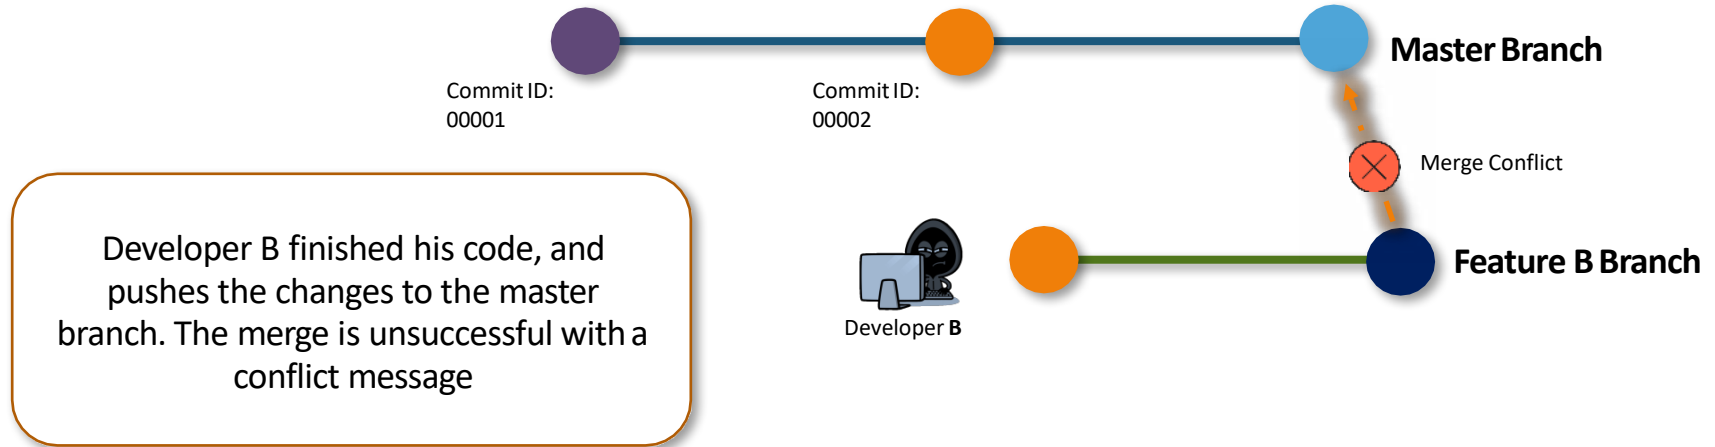 Master Branch
Commit ID:
00001
Commit ID:
00002
Merge Conflict
Developer B finished his code, and
pushes the changes to the master
branch. The merge is unsuccessful with a
conflict message
Feature B Branch
Developer B